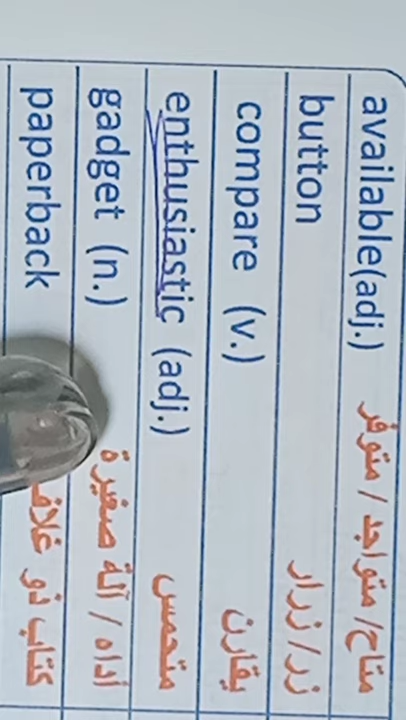 available(adj.) متاح/ متواجد / متوفر
button زر/ زرار
compare (v.) يقارن
enthusiastic (adj.) متحمس
gadget (n.) أداه / آلة صغيرة
paperback كتاب ذو غلاف